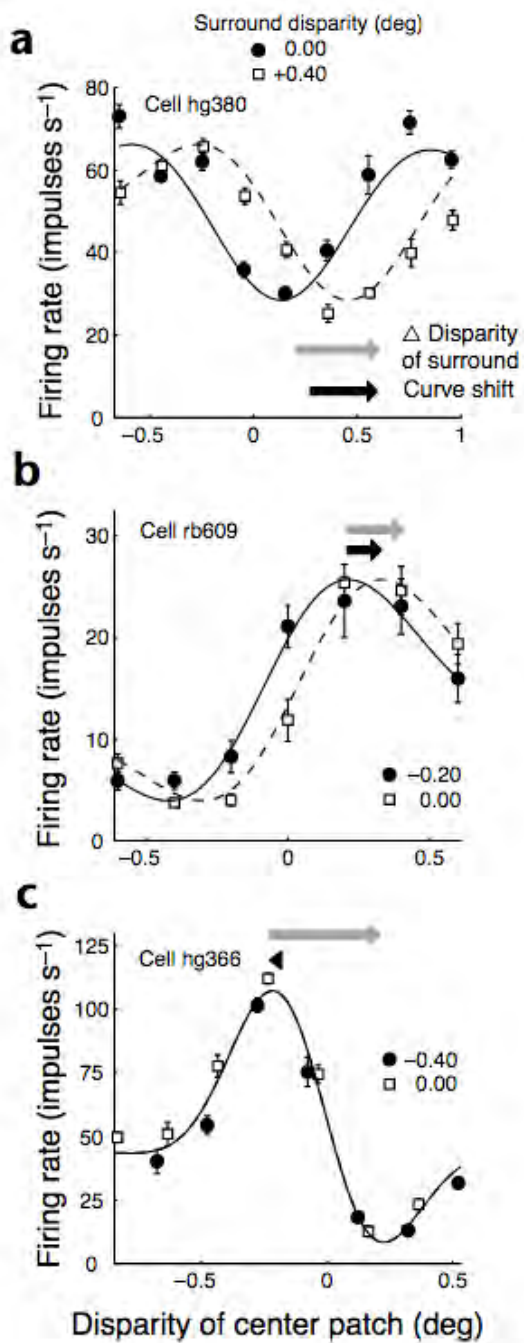 a
Surround disparity (deg)
0.00
+0.40
Cell hg380
Firing rate (impulses s⁻¹)
80
60
40
20
0
△ Disparity
of surround
Curve shift
−0.5
0
0.5
1
b
Cell rb609
Firing rate (impulses s⁻¹)
30
20
10
0
−0.20
0.00
−0.5
0
0.5
c
Cell hg366
Firing rate (impulses s⁻¹)
125
100
75
50
25
0
−0.40
0.00
−0.5
0
0.5
Disparity of center patch (deg)